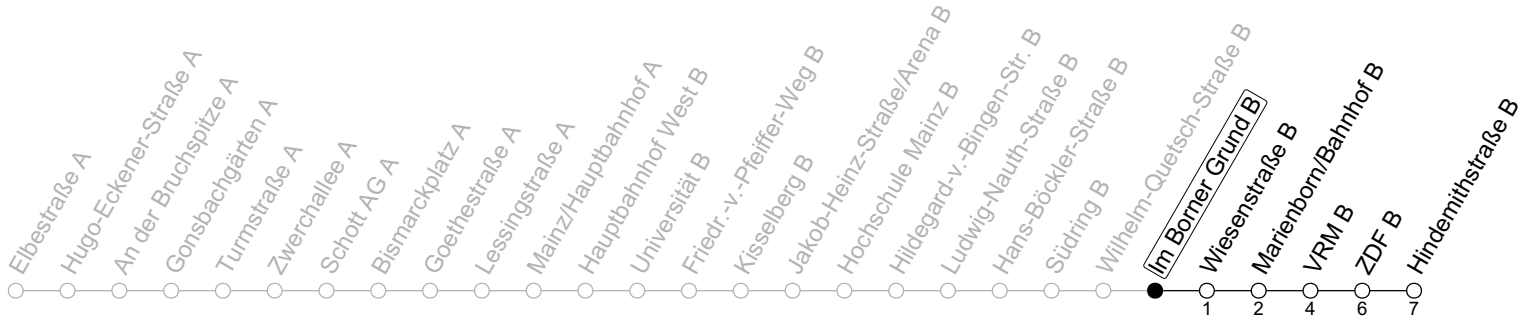 Elbestraße A
Hugo-Eckener-Straße A
An der Bruchspitze A
Gonsbachgärten A
Turmstraße A
Zwerchallee A
Schott AG A
Bismarckplatz A
Goethestraße A
Lessingstraße A
Mainz/Hauptbahnhof A
Hauptbahnhof West B
Universität B
Friedr.-v.-Pfeiffer-Weg B
Kisselberg B
Jakob-Heinz-Straße/Arena B
Hochschule Mainz B
Hildegard-v.-Bingen-Str. B
Ludwig-Nauth-Straße B
Hans-Böckler-Straße B
Südring B
Wilhelm-Quetsch-Straße B
Im Borner Grund B
Wiesenstraße B
Marienborn/Bahnhof B
VRM B
ZDF B
Hindemithstraße B
1 2 4 6 7